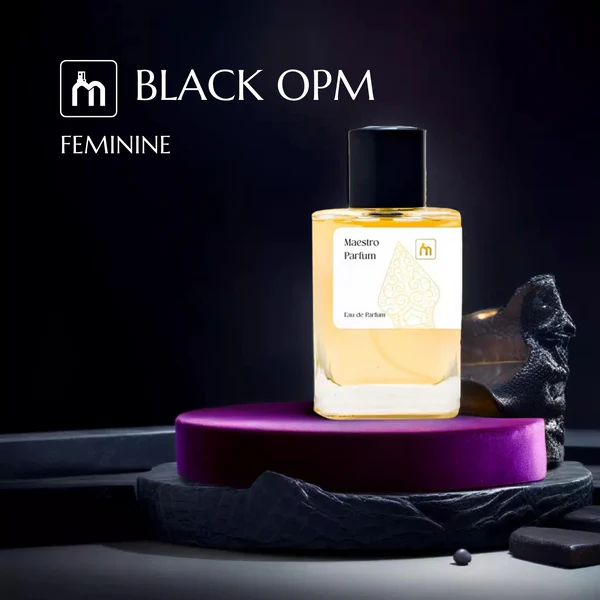 m BLACK OPM
FEMININE
Maestro
Parfum
m
Eau de Parfum